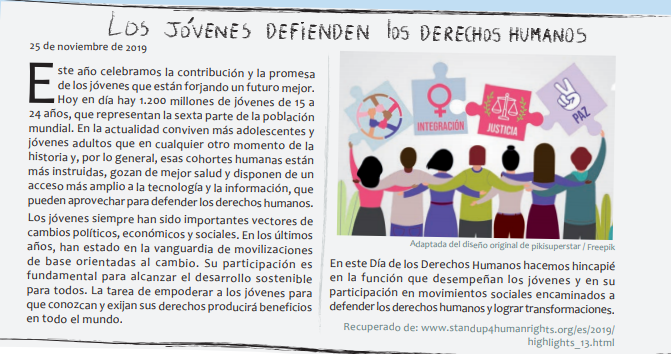 LOS JÓVENES DEFIENDEN los DERECHOS HUMANOS
25 de noviembre de 2019
Este año celebramos la contribución y la promesa
de los jóvenes que están forjando un futuro mejor.
Hoy en día hay 1.200 millones de jóvenes de 15 a
24 años, que representan la sexta parte de la población
mundial. En la actualidad conviven más adolescentes y
jóvenes adultos que en cualquier otro momento de la
historia y, por lo general, esas cohortes humanas están
más instruidas, gozan de mejor salud y disponen de un
acceso más amplio a la tecnología y la información, que
pueden aprovechar para defender los derechos humanos.
Los jóvenes siempre han sido importantes vectores de
cambios políticos, económicos y sociales. En los últimos
años, han estado en la vanguardia de movilizaciones
de base orientadas al cambio. Su participación es
fundamental para alcanzar el desarrollo sostenible
para todos. La tarea de empoderar a los jóvenes para
que conozcan y exijan sus derechos producirá beneficios
en todo el mundo.
INTEGRACIÓN
JUSTICIA
PAZ
Adaptada del diseño original de pikisuperstar / Freepik
En este Día de los Derechos Humanos hacemos hincapié
en la función que desempeñan los jóvenes y en su
participación en movimientos sociales encaminados a
defender los derechos humanos y lograr transformaciones.
Recuperado de: www.standup4humanrights.org/es/2019/
highlights_13.html